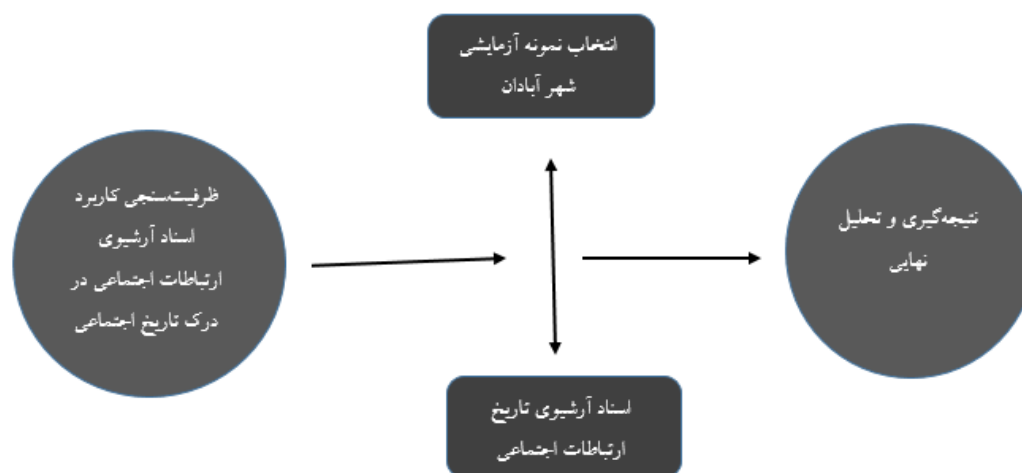 انتخاب نمونه آزمایشی
شهر آبادان
ظرفیت‌سنجی کاربرد
اسناد آرشیوی
ارتباطات اجتماعی در
درک تاریخ اجتماعی
نتیجه‌گیری و تحلیل
نهایی
اسناد آرشیوی تاریخ
ارتباطات اجتماعی